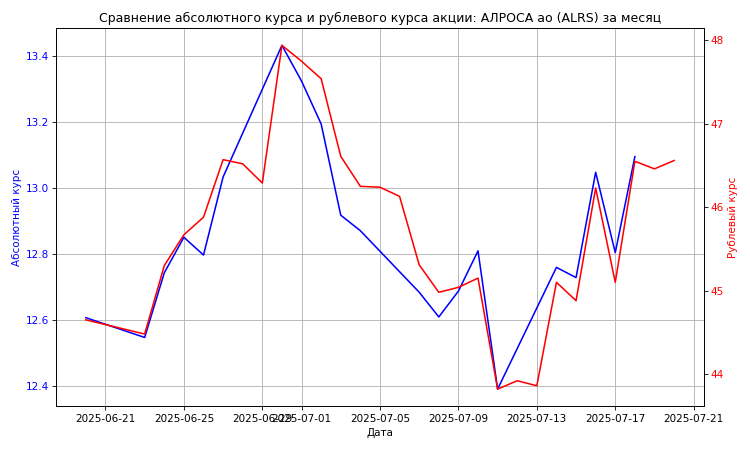 Сравнение абсолютного курса и рублевого курса акции: АЛРОСА ао (ALRS) за месяц
Абсолютный курс
13.4
13.2
13.0
12.8
12.6
12.4
48
47
46
45
44
Рублевый курс
2025-06-21 2025-06-25 2025-06-29 2025-07-01 2025-07-05 2025-07-09 2025-07-13 2025-07-17 2025-07-21
Дата